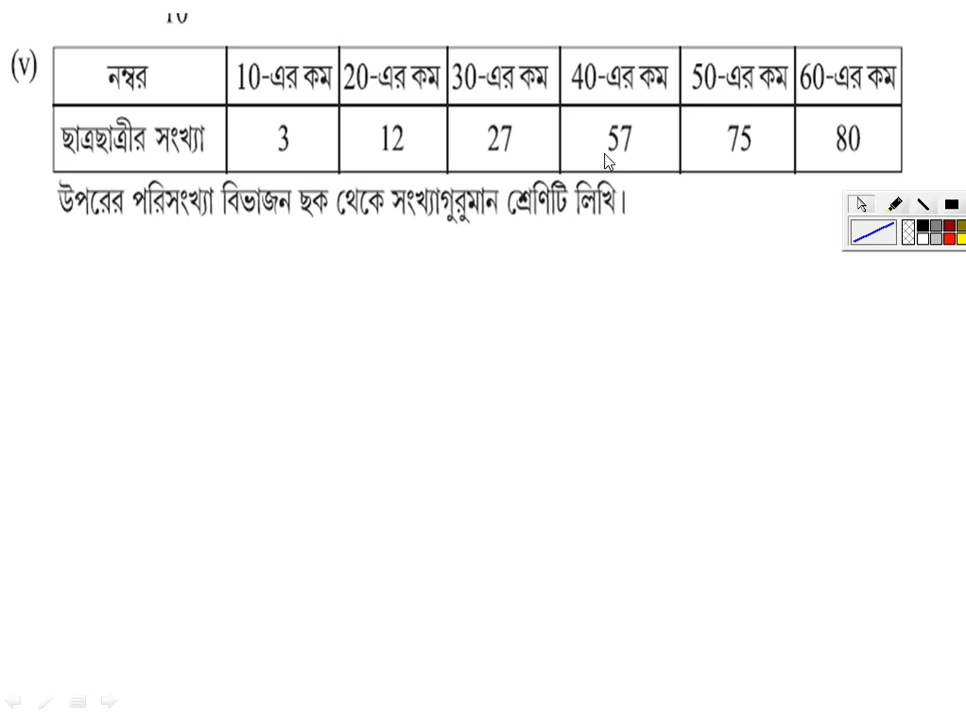 (v) নম্বর 10-এর কম 20-এর কম 30-এর কম 40-এর কম 50-এর কম 60-এর কম
ছাত্রছাত্রীর সংখ্যা 3 12 27 57 75 80
উপরের পরিসংখ্যা বিভাজন ছক থেকে সংখ্যাগুরুমান শ্রেণিটি লিখি।